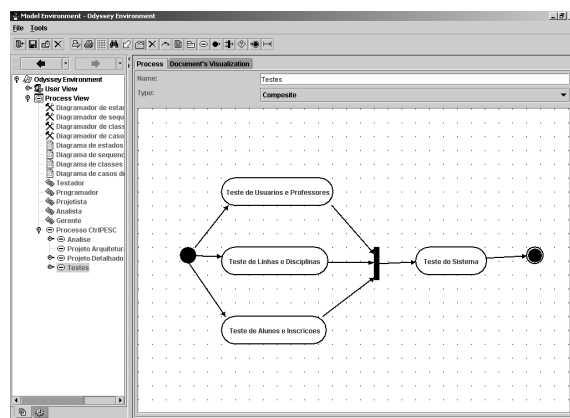 Model Environment - Odyssey Environment
File Tools
Process Document's Visualization
Name: Testes
Type: Composite
Odyssey Environment
User View
Process View
Diagramador de estad
Diagramador de sequ
Diagramador de class
Diagramador de caso
Diagrama de estados
Diagrama de sequenc
Diagrama de classes
Diagrama de casos d
Testador
Programador
Projetista
Analista
Gerente
Processo CtrlPESC
Analise
Projeto Arquitetura
Projeto Detalhado
Testes
Teste de Usuarios e Professores
Teste de Linhas e Disciplinas
Teste do Sistema
Teste de Alunos e Inscricoes